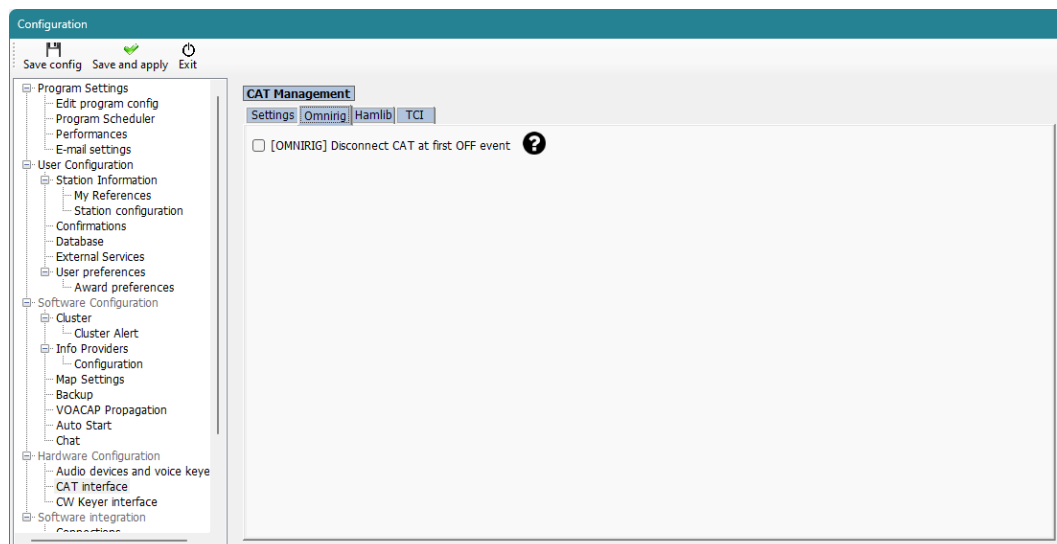 Configuration
Save config Save and apply Exit
Program Settings
Edit program config
Program Scheduler
Performances
E-mail settings
User Configuration
Station Information
My References
Station configuration
Confirmations
Database
External Services
User preferences
Award preferences
Software Configuration
Cluster
Cluster Alert
Info Providers
Configuration
Map Settings
Backup
VOACAP Propagation
Auto Start
Chat
Hardware Configuration
Audio devices and voice keye
CAT interface
CW Keyer interface
Software integration
Connections
CAT Management
Settings Omnirig Hamlib TCI
[OMNIRIG] Disconnect CAT at first OFF event ?